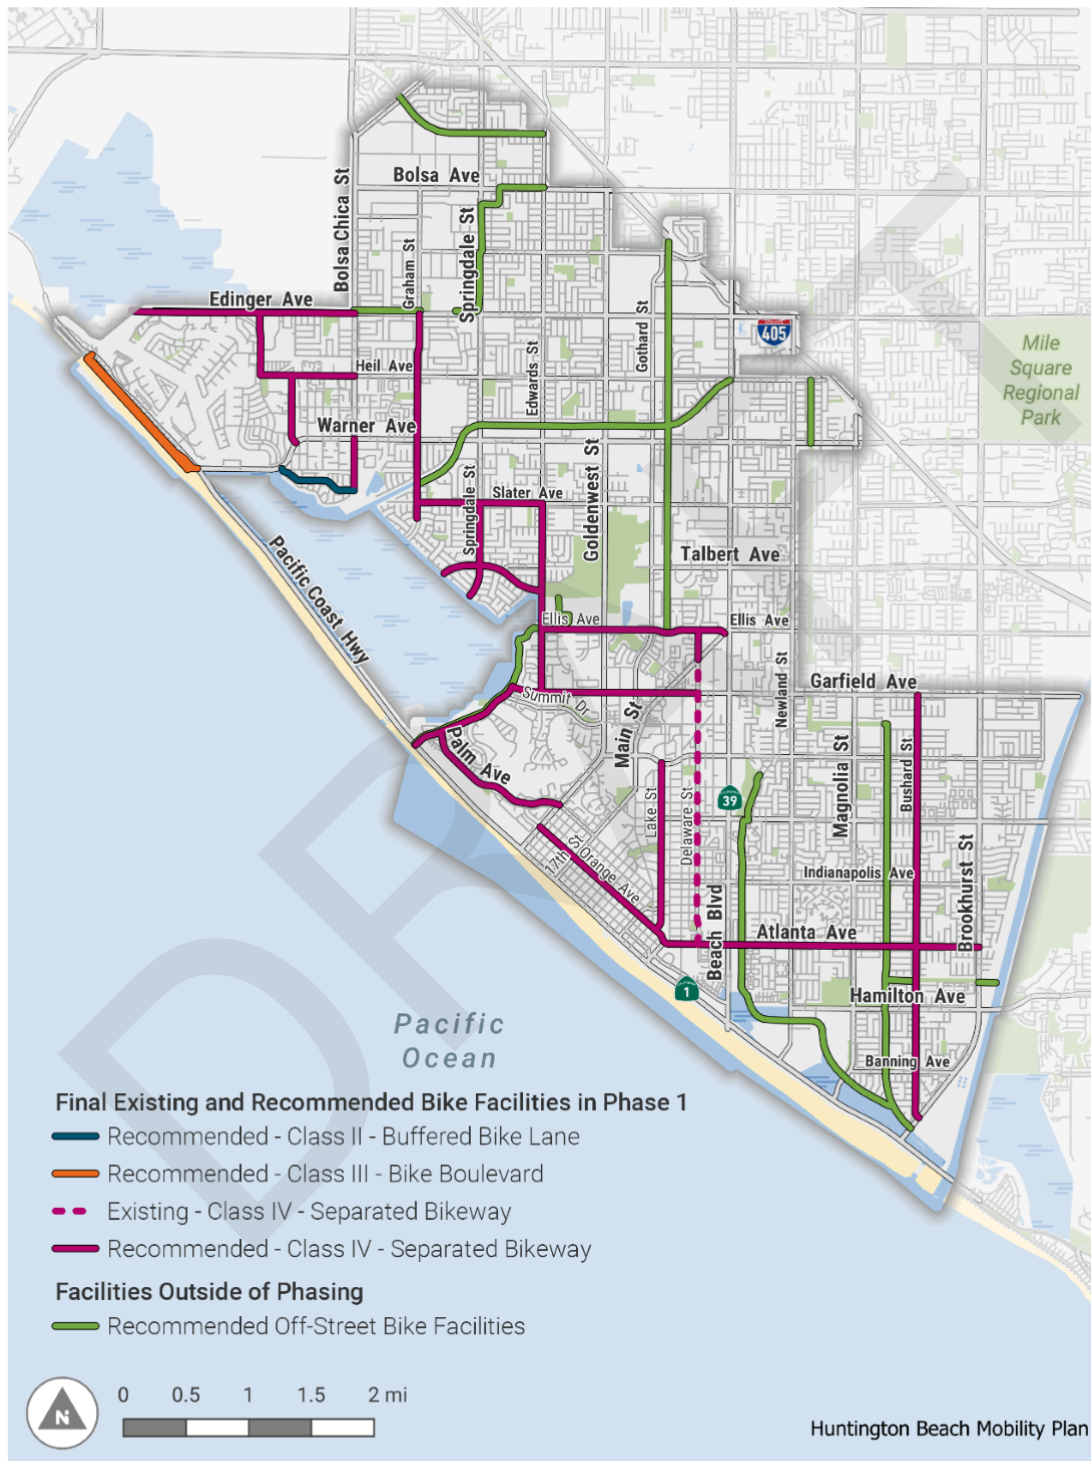 Bolsa Ave
Bolsa Chica St
Springdale St
Graham St
Edinger Ave
Gothard St
INTERSTATE
405
Mile
Square
Regional
Park
Heil Ave
Edwards St
Warner Ave
Goldenwest St
Slater Ave
Springdale St
Talbert Ave
Pacific Coast Hwy
Ellis Ave
Ellis Ave
Newland St
Garfield Ave
Summit Dr
Main St
Palm Ave
Magnolia St
Bushard St
Lake St
Delaware St
39
Brookhurst St
17th St
Orange Ave
Indianapolis Ave
Beach Blvd
Atlanta Ave
1
Hamilton Ave
Pacific
Ocean
Banning Ave
DRAFT
Final Existing and Recommended Bike Facilities in Phase 1
Recommended - Class II - Buffered Bike Lane
Recommended - Class III - Bike Boulevard
Existing - Class IV - Separated Bikeway
Recommended - Class IV - Separated Bikeway
Facilities Outside of Phasing
Recommended Off-Street Bike Facilities
N
0 0.5 1 1.5 2 mi
Huntington Beach Mobility Plan